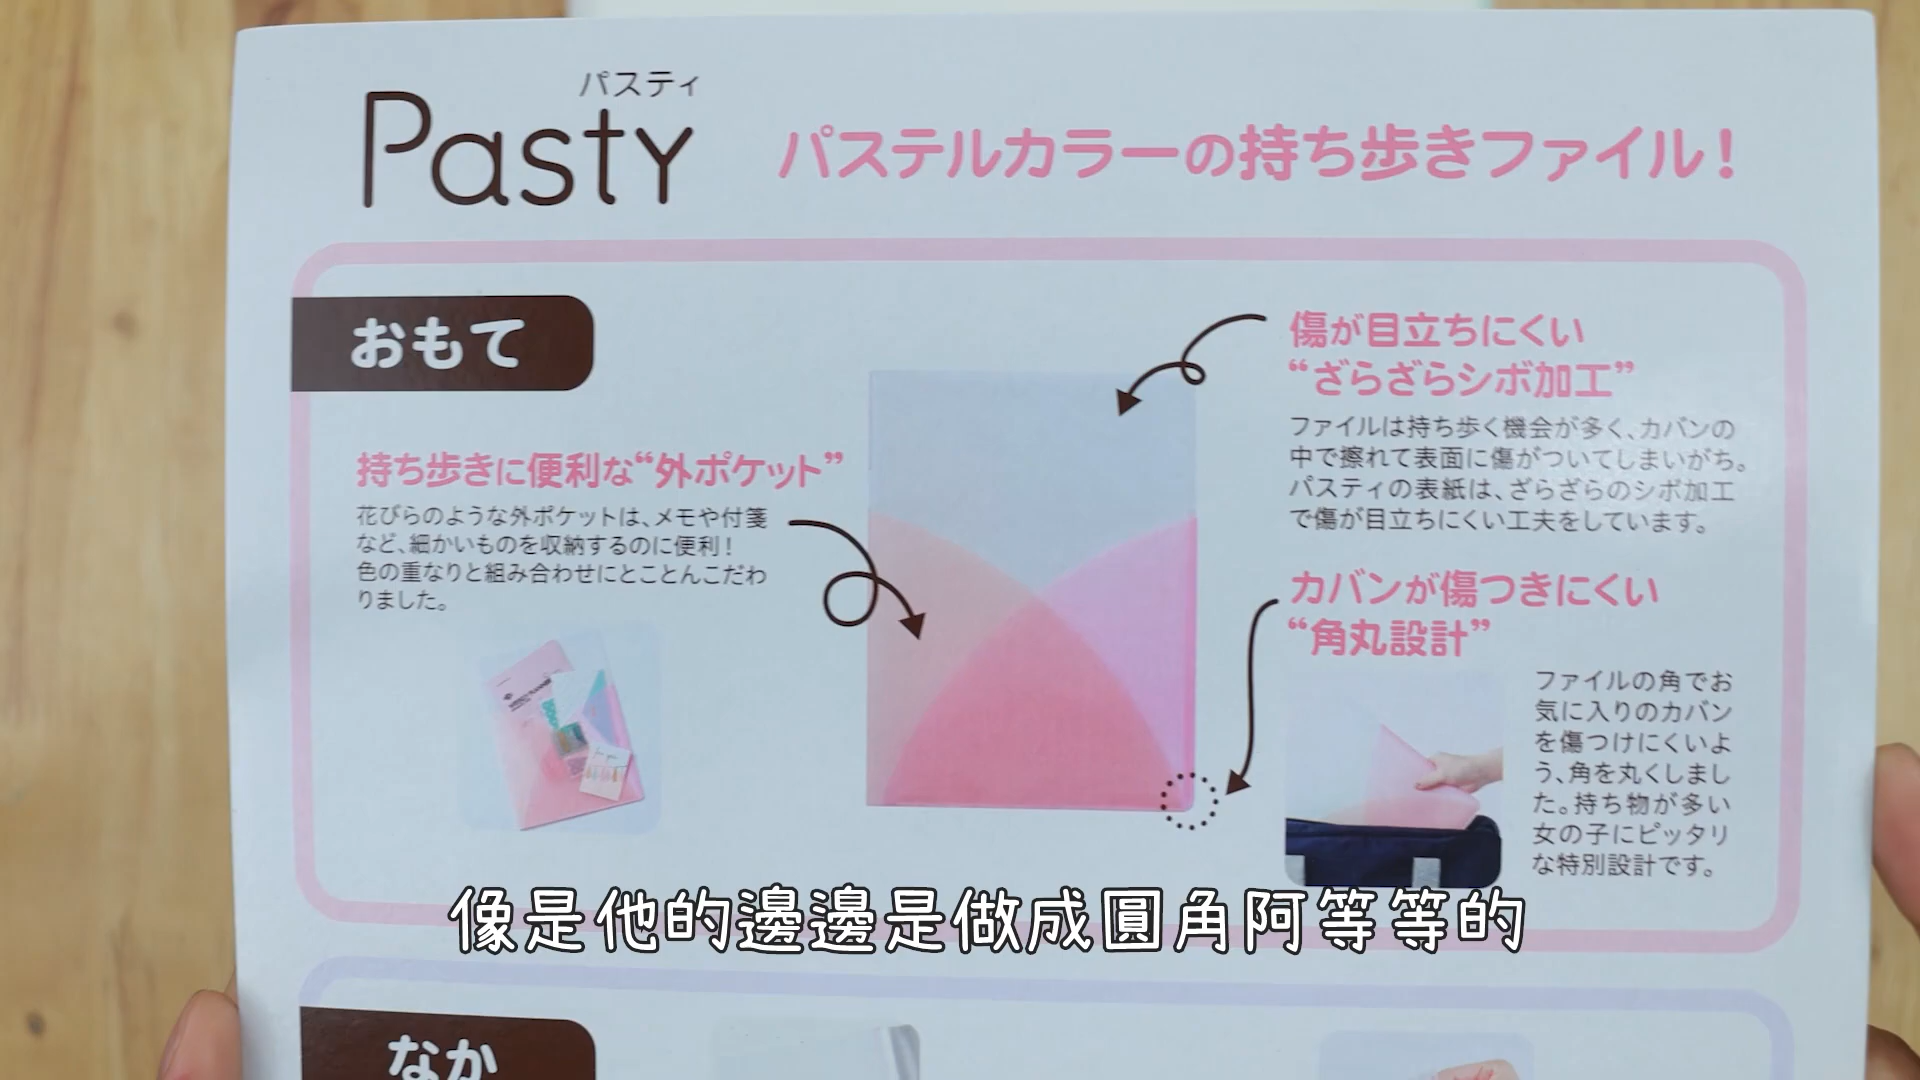 パスティ
Pasty
パステルカラーの持ち歩きファイル!
おもて
持ち歩きに便利な“外ポケット”
花びらのような外ポケットは、メモや付箋
など、細かいものを収納するのに便利!
色の重なりと組み合わせにとことんこだわ
りました。
傷が目立ちにくい
“ざらざらシボ加工”
ファイルは持ち歩く機会が多く、カバンの
中で擦れて表面に傷がついてしまいがち。
パスティの表紙は、ざらざらのシボ加工
で傷が目立ちにくい工夫をしています。
カバンが傷つきにくい
“角丸設計”
ファイルの角でお
気に入りのカバン
を傷つけにくいよ
う、角を丸くしまし
た。持ち物が多い
女の子にピッタリ
な特別設計です。
像是他的邊邊是做成圓角阿等等的
なか